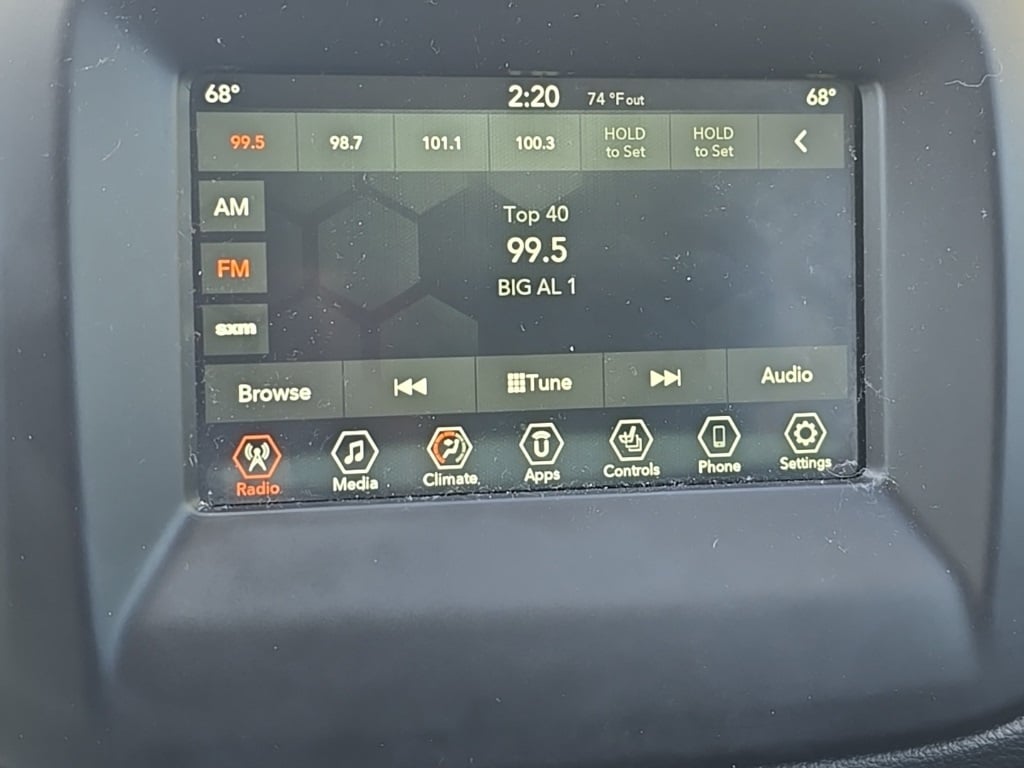 68° 2:20 74 °F out 68°
99.5 98.7 101.1 100.3 HOLD to Set HOLD to Set
AM
Top 40
99.5
FM
BIG AL 1
sxm
Browse Tune Audio
Radio Media Climate Apps Controls Phone Settings